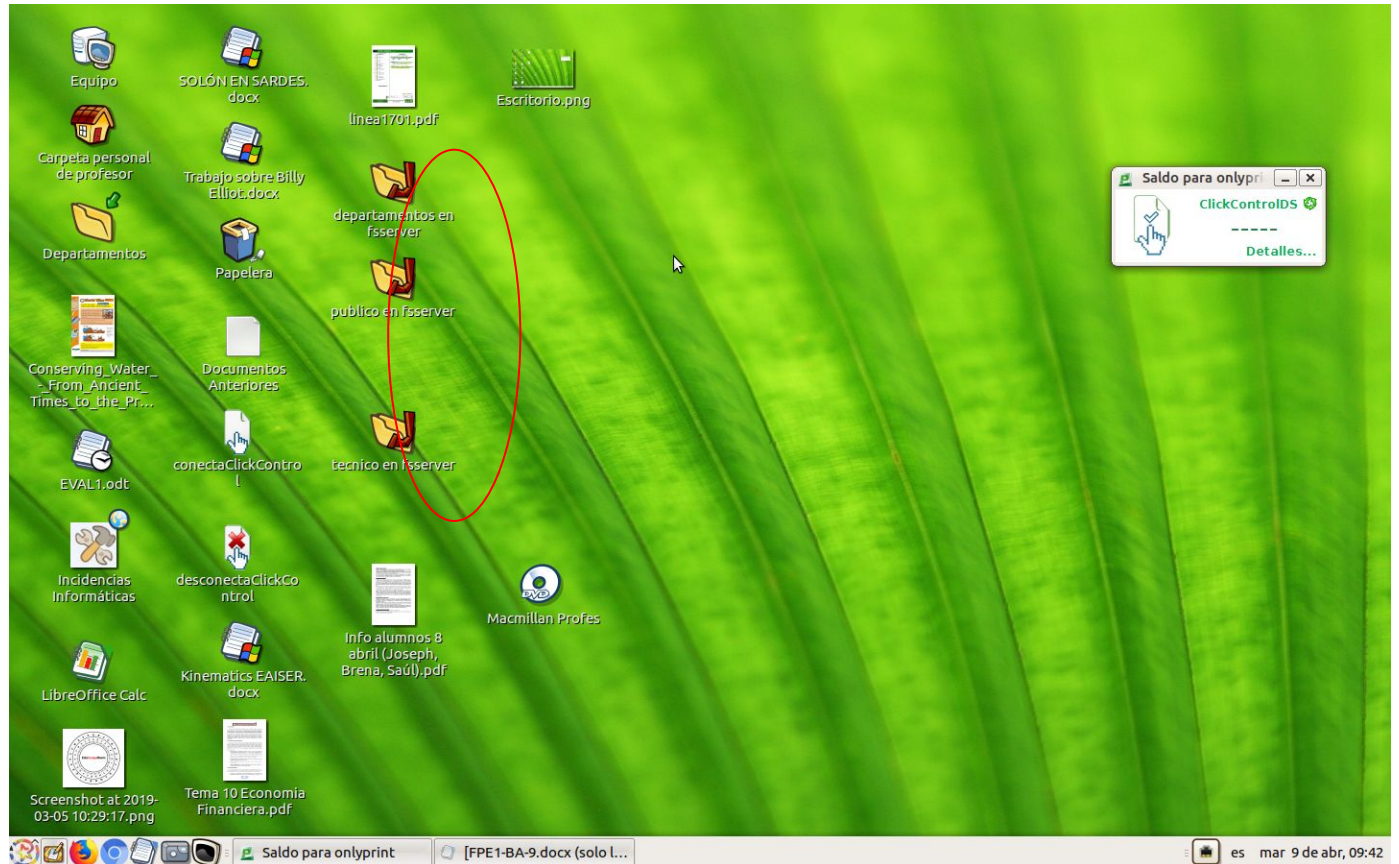 Equipo
Carpeta personal
de profesor
Departamentos
Conserving_Water_
-_From_Ancient_
Times_to_the_Pr...
EVAL1.odt
Incidencias
Informáticas
LibreOffice Calc
Screenshot at 2019-
03-05 10:29:17.png
SOLÓN EN SARDES.
docx
Trabajo sobre Billy
Elliot.docx
Papelera
Documentos
Anteriores
conectaClickContro
l
desconectaClickCo
ntrol
Kinematics EAISER.
docx
Tema 10 Economia
Financiera.pdf
linea1701.pdf
departamentos en
fsserver
publico en fsserver
tecnico en fsserver
Info alumnos 8
abril (Joseph,
Brena, Saúl).pdf
Escritorio.png
DVD
Macmillan Profes
Saldo para onlypri
ClickControlDS
-----
Detalles...
Saldo para onlyprint
[FPE1-BA-9.docx (solo l...
es mar 9 de abr, 09:42